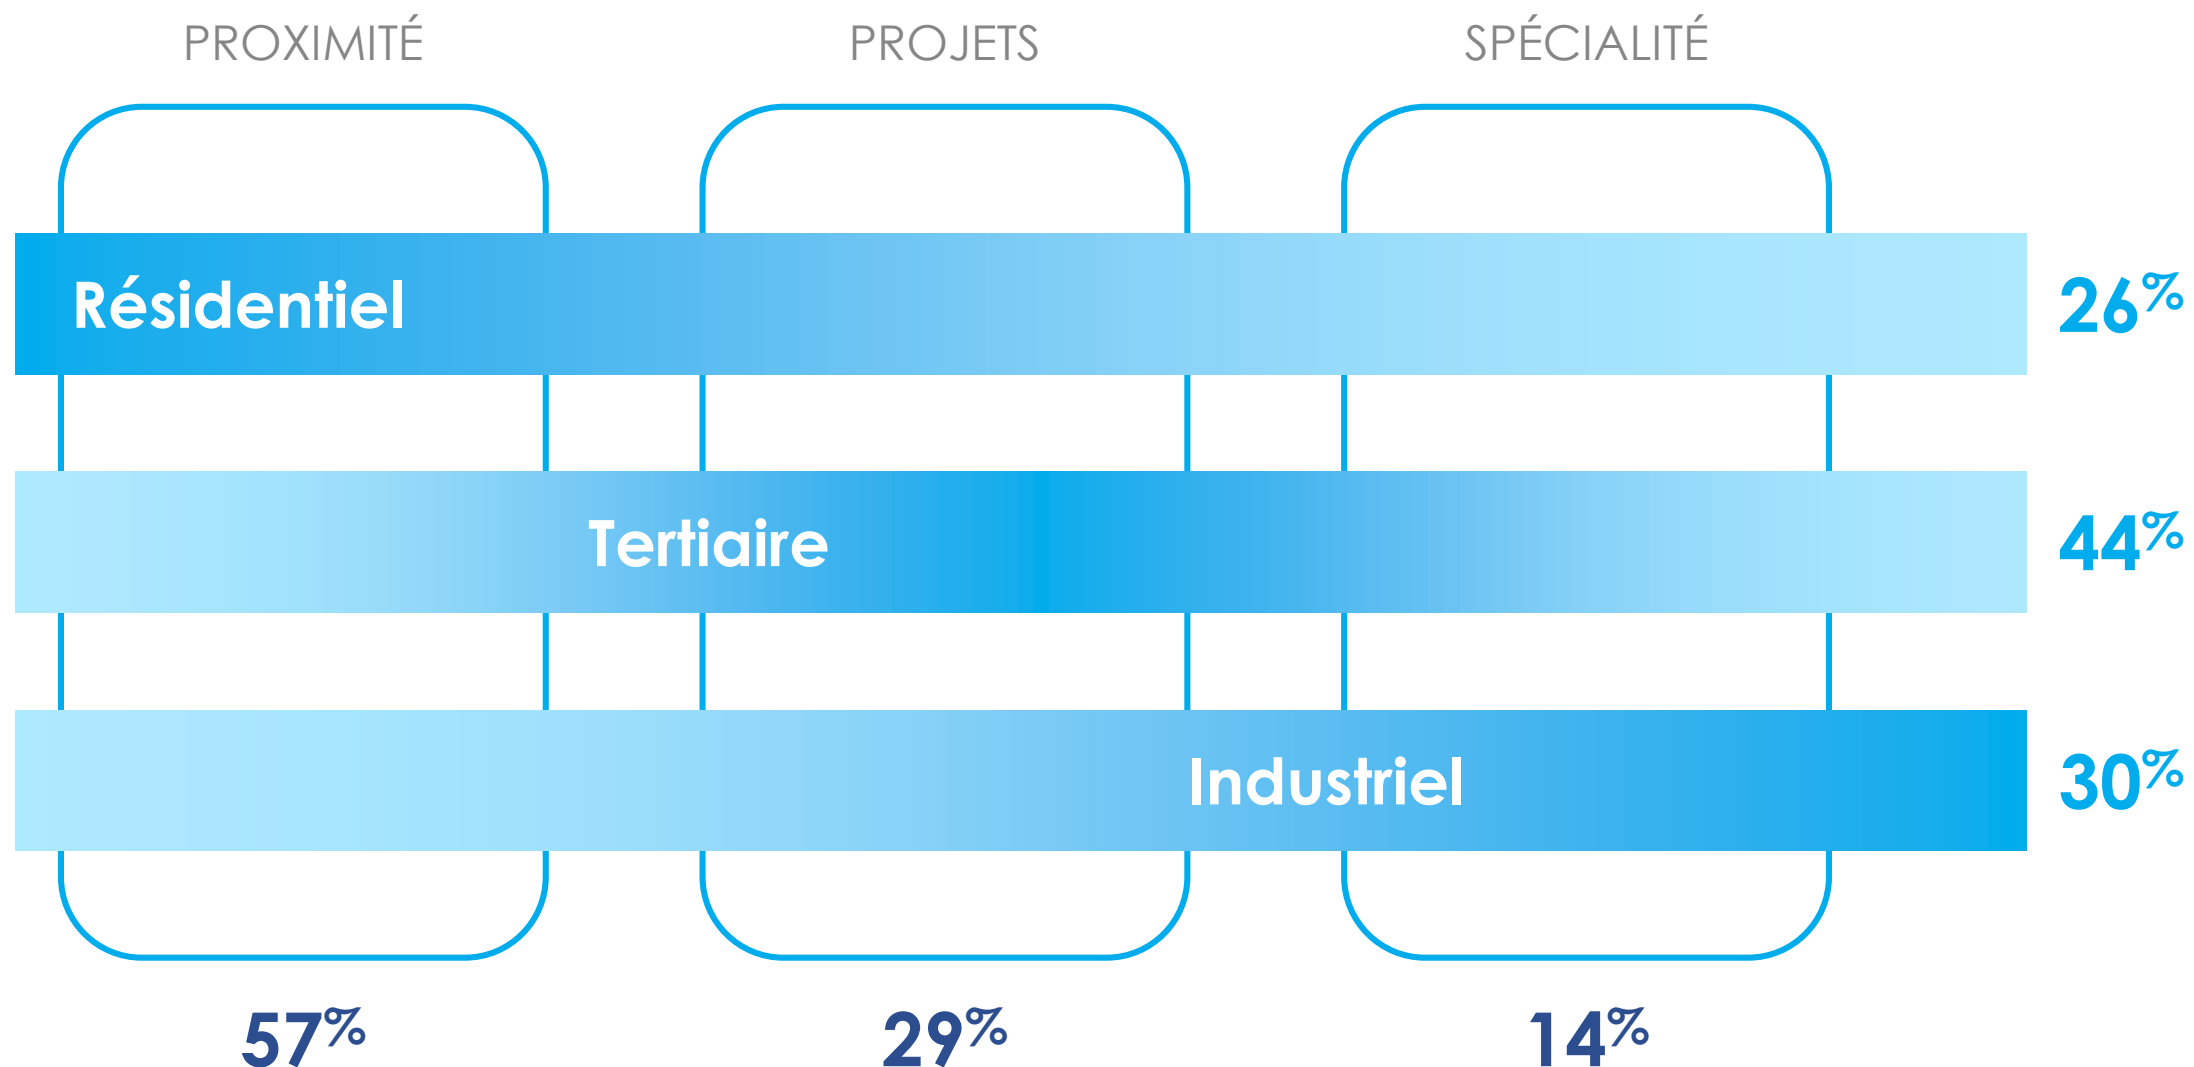 PROXIMITÉ PROJETS SPÉCIALITÉ
Résidentiel 26%
Tertiaire 44%
Industriel 30%
57% 29% 14%